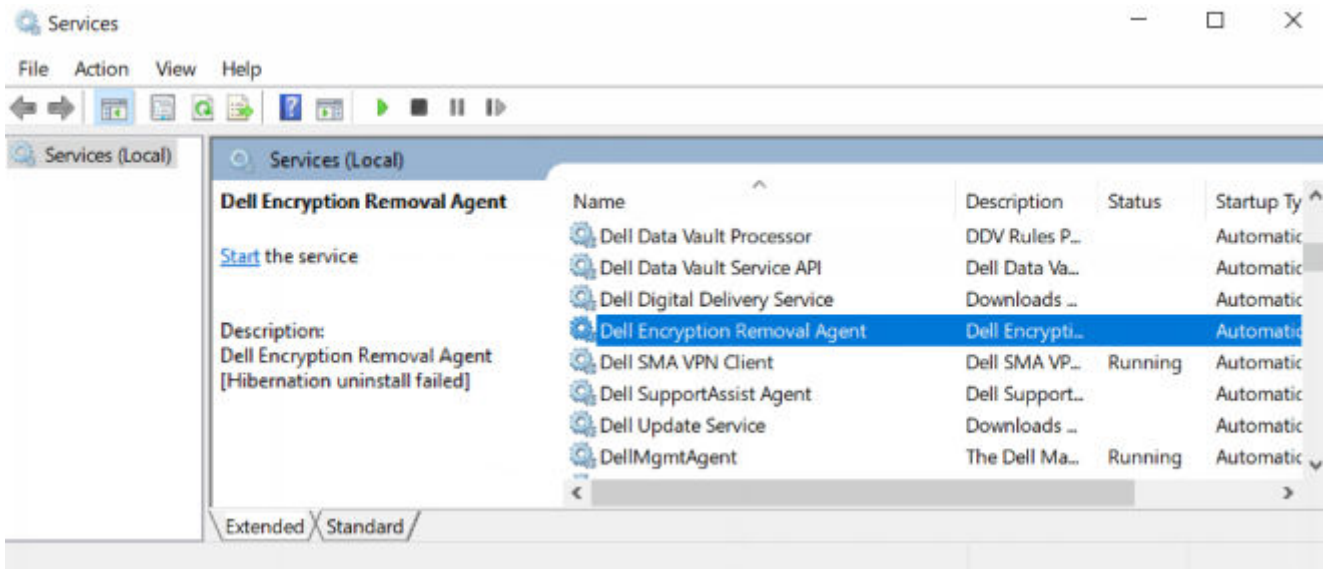 Services
File Action View Help
Services (Local)
Services (Local)
Dell Encryption Removal Agent
Start the service
Description:
Dell Encryption Removal Agent
[Hibernation uninstall failed]
Name Description Status Startup Ty
Dell Data Vault Processor DDV Rules P... Automatic
Dell Data Vault Service API Dell Data Va... Automatic
Dell Digital Delivery Service Downloads ... Automatic
Dell Encryption Removal Agent Dell Encrypti... Automatic
Dell SMA VPN Client Dell SMA VP... Running Automatic
Dell SupportAssist Agent Dell Support... Automatic
Dell Update Service Downloads ... Automatic
DellMgmtAgent The Dell Ma... Running Automatic
Extended Standard